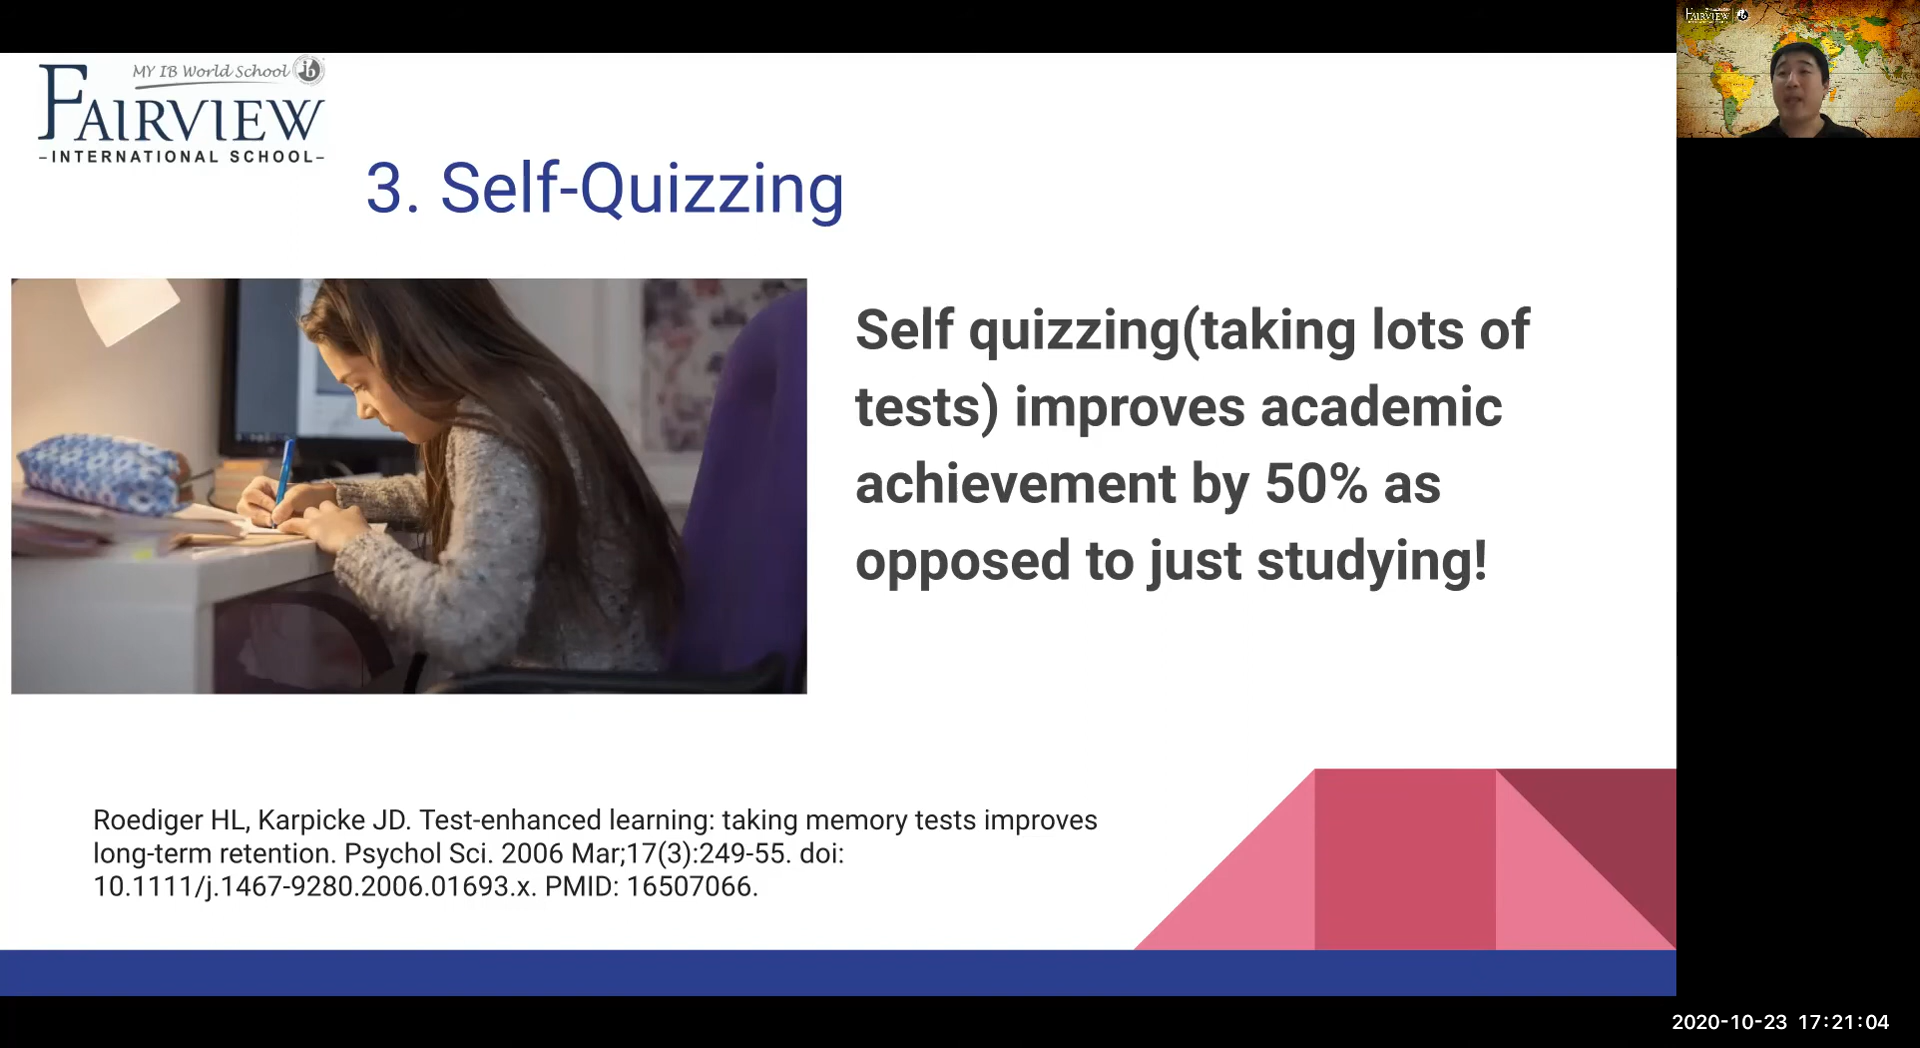 MY IB World School
FAIRVIEW
-INTERNATIONAL SCHOOL-
3. Self-Quizzing
Self quizzing(taking lots of
tests) improves academic
achievement by 50% as
opposed to just studying!
Roediger HL, Karpicke JD. Test-enhanced learning: taking memory tests improves
long-term retention. Psychol Sci. 2006 Mar;17(3):249-55. doi:
10.1111/j.1467-9280.2006.01693.x. PMID: 16507066.
FAIRVIEW
2020-10-23 17:21:04